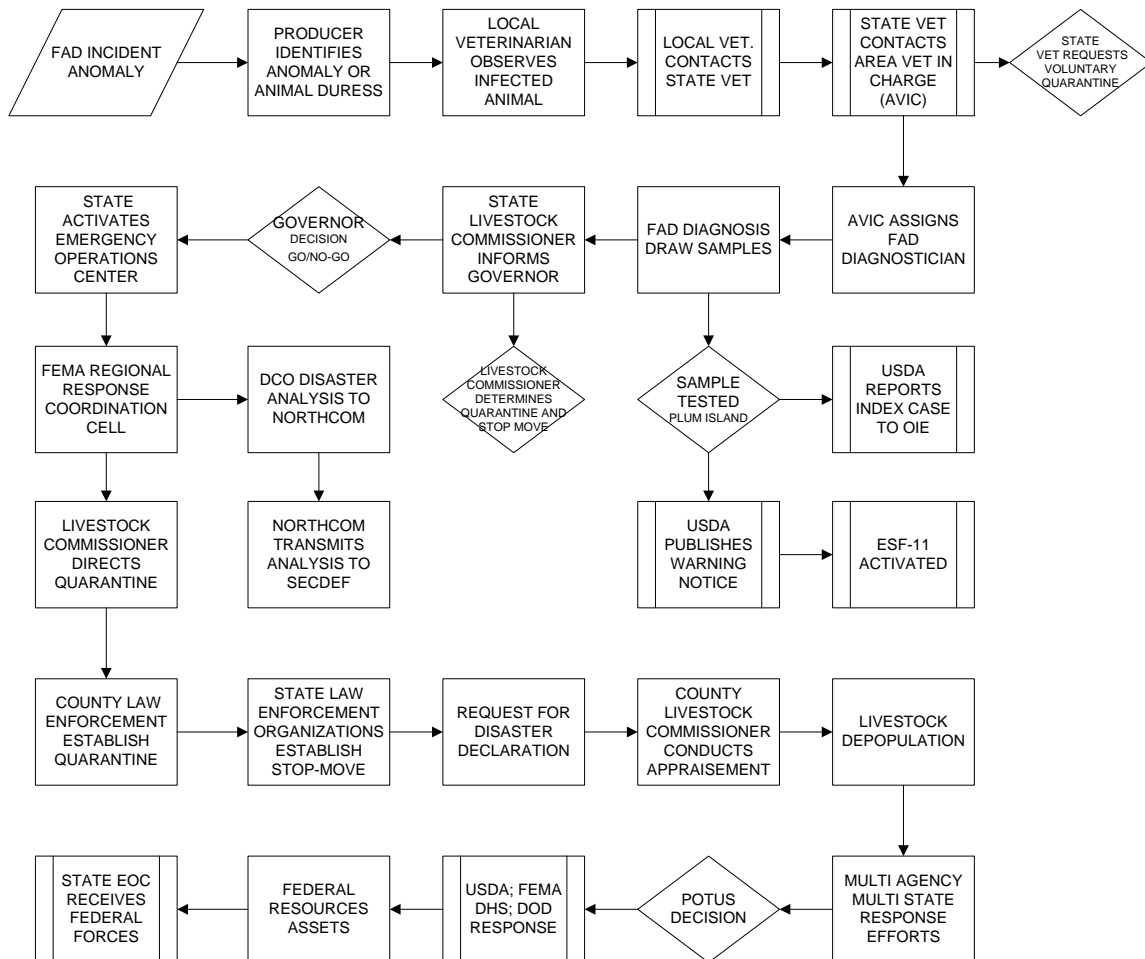 FAD INCIDENT
ANOMALY
PRODUCER
IDENTIFIES
ANOMALY OR
ANIMAL DURESS
LOCAL
VETERINARIAN
OBSERVES
INFECTED
ANIMAL
LOCAL VET.
CONTACTS
STATE VET
STATE VET
CONTACTS
AREA VET IN
CHARGE
(AVIC)
STATE
VET REQUESTS
VOLUNTARY
QUARANTINE
STATE
ACTIVATES
EMERGENCY
OPERATIONS
CENTER
GOVERNOR
DECISION
GO/NO-GO
STATE
LIVESTOCK
COMMISSIONER
INFORMS
GOVERNOR
FAD DIAGNOSIS
DRAW SAMPLES
AVIC ASSIGNS
FAD
DIAGNOSTICIAN
FEMA REGIONAL
RESPONSE
COORDINATION
CELL
DCO DISASTER
ANALYSIS TO
NORTHCOM
LIVESTOCK
COMMISSIONER
DETERMINES
QUARANTINE AND
STOP MOVE
SAMPLE
TESTED
PLUM ISLAND
USDA
REPORTS
INDEX CASE
TO OIE
LIVESTOCK
COMMISSIONER
DIRECTS
QUARANTINE
NORTHCOM
TRANSMITS
ANALYSIS TO
SECDEF
USDA
PUBLISHES
WARNING
NOTICE
ESF-11
ACTIVATED
COUNTY LAW
ENFORCEMENT
ESTABLISH
QUARANTINE
STATE LAW
ENFORCEMENT
ORGANIZATIONS
ESTABLISH
STOP-MOVE
REQUEST FOR
DISASTER
DECLARATION
COUNTY
LIVESTOCK
COMMISSIONER
CONDUCTS
APPRAISEMENT
LIVESTOCK
DEPOPULATION
STATE EOC
RECEIVES
FEDERAL
FORCES
FEDERAL
RESOURCES
ASSETS
USDA; FEMA
DHS; DOD
RESPONSE
POTUS
DECISION
MULTI AGENCY
MULTI STATE
RESPONSE
EFFORTS